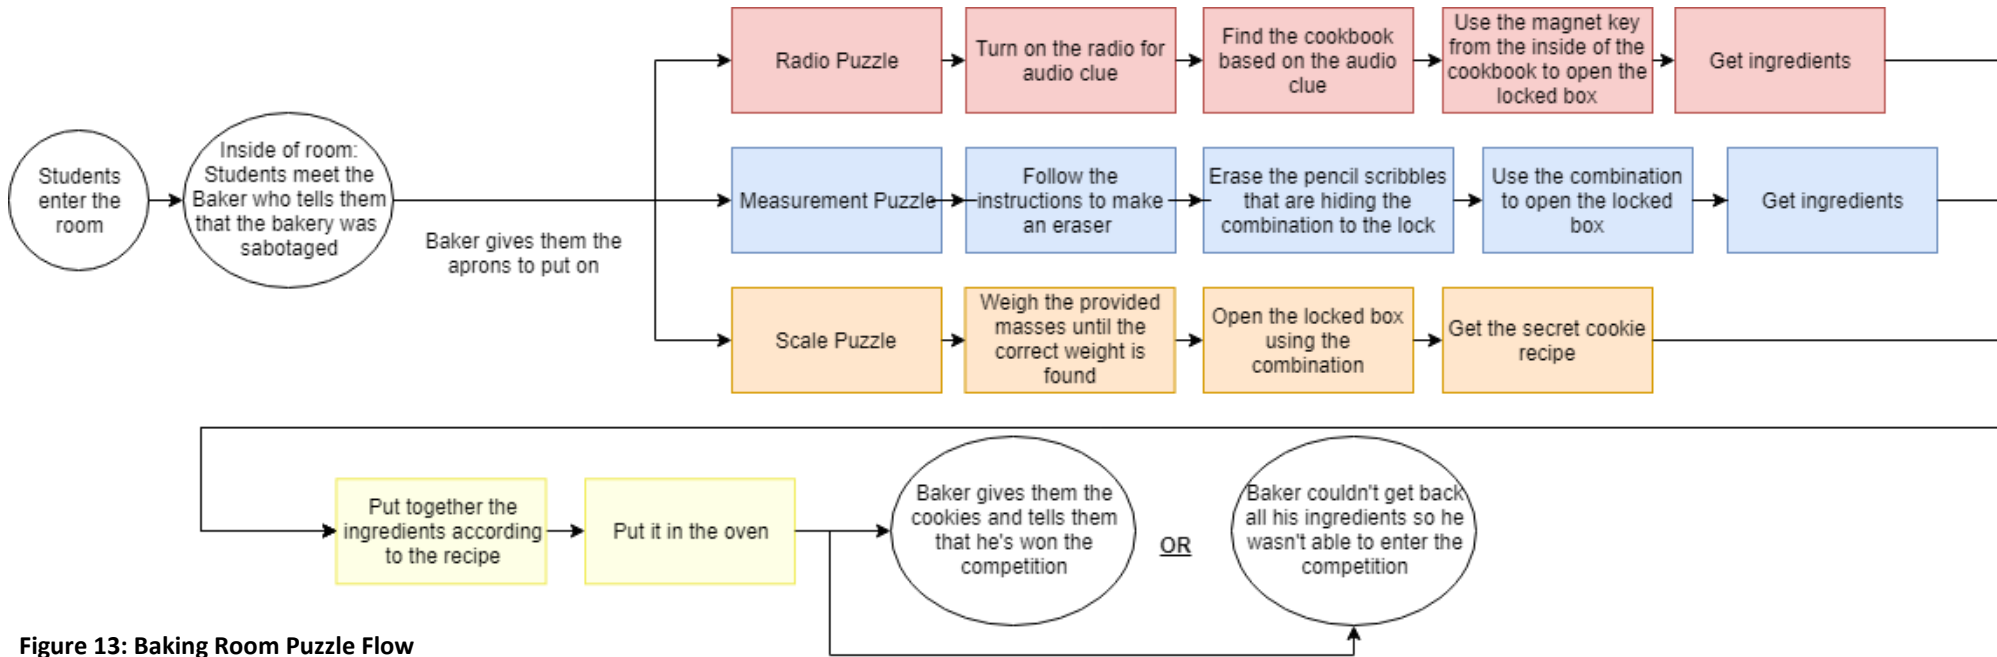 Students
enter the
room
Inside of room:
Students meet the
Baker who tells them
that the bakery was
sabotaged
Baker gives them the
aprons to put on
Radio Puzzle
Turn on the radio for
audio clue
Find the cookbook
based on the audio
clue
Use the magnet key
from the inside of the
cookbook to open the
locked box
Get ingredients
Measurement Puzzle
Follow the
instructions to make
an eraser
Erase the pencil scribbles
that are hiding the
combination to the lock
Use the combination
to open the locked
box
Get ingredients
Scale Puzzle
Weigh the provided
masses until the
correct weight is
found
Open the locked box
using the
combination
Get the secret cookie
recipe
Put together the
ingredients according
to the recipe
Put it in the oven
Baker gives them the
cookies and tells them
that he's won the
competition
OR
Baker couldn't get back
all his ingredients so he
wasn't able to enter the
competition
Figure 13: Baking Room Puzzle Flow